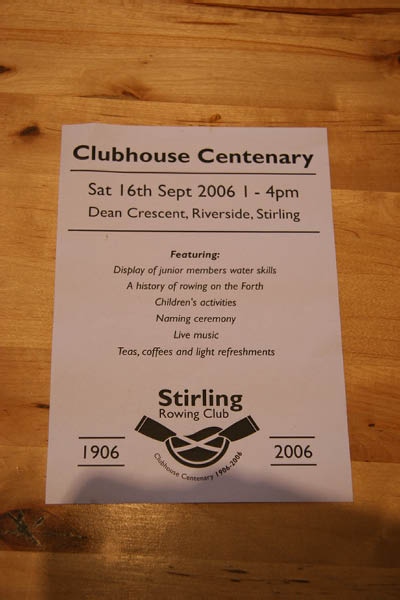 Clubhouse Centenary
Sat 16th Sept 2006 1 - 4pm
Dean Crescent, Riverside, Stirling
Featuring:
Display of junior members water skills
A history of rowing on the Forth
Children's activities
Naming ceremony
Live music
Teas, coffees and light refreshments
Stirling
Rowing Club
1906
Clubhouse Centenary 1906-2006
2006